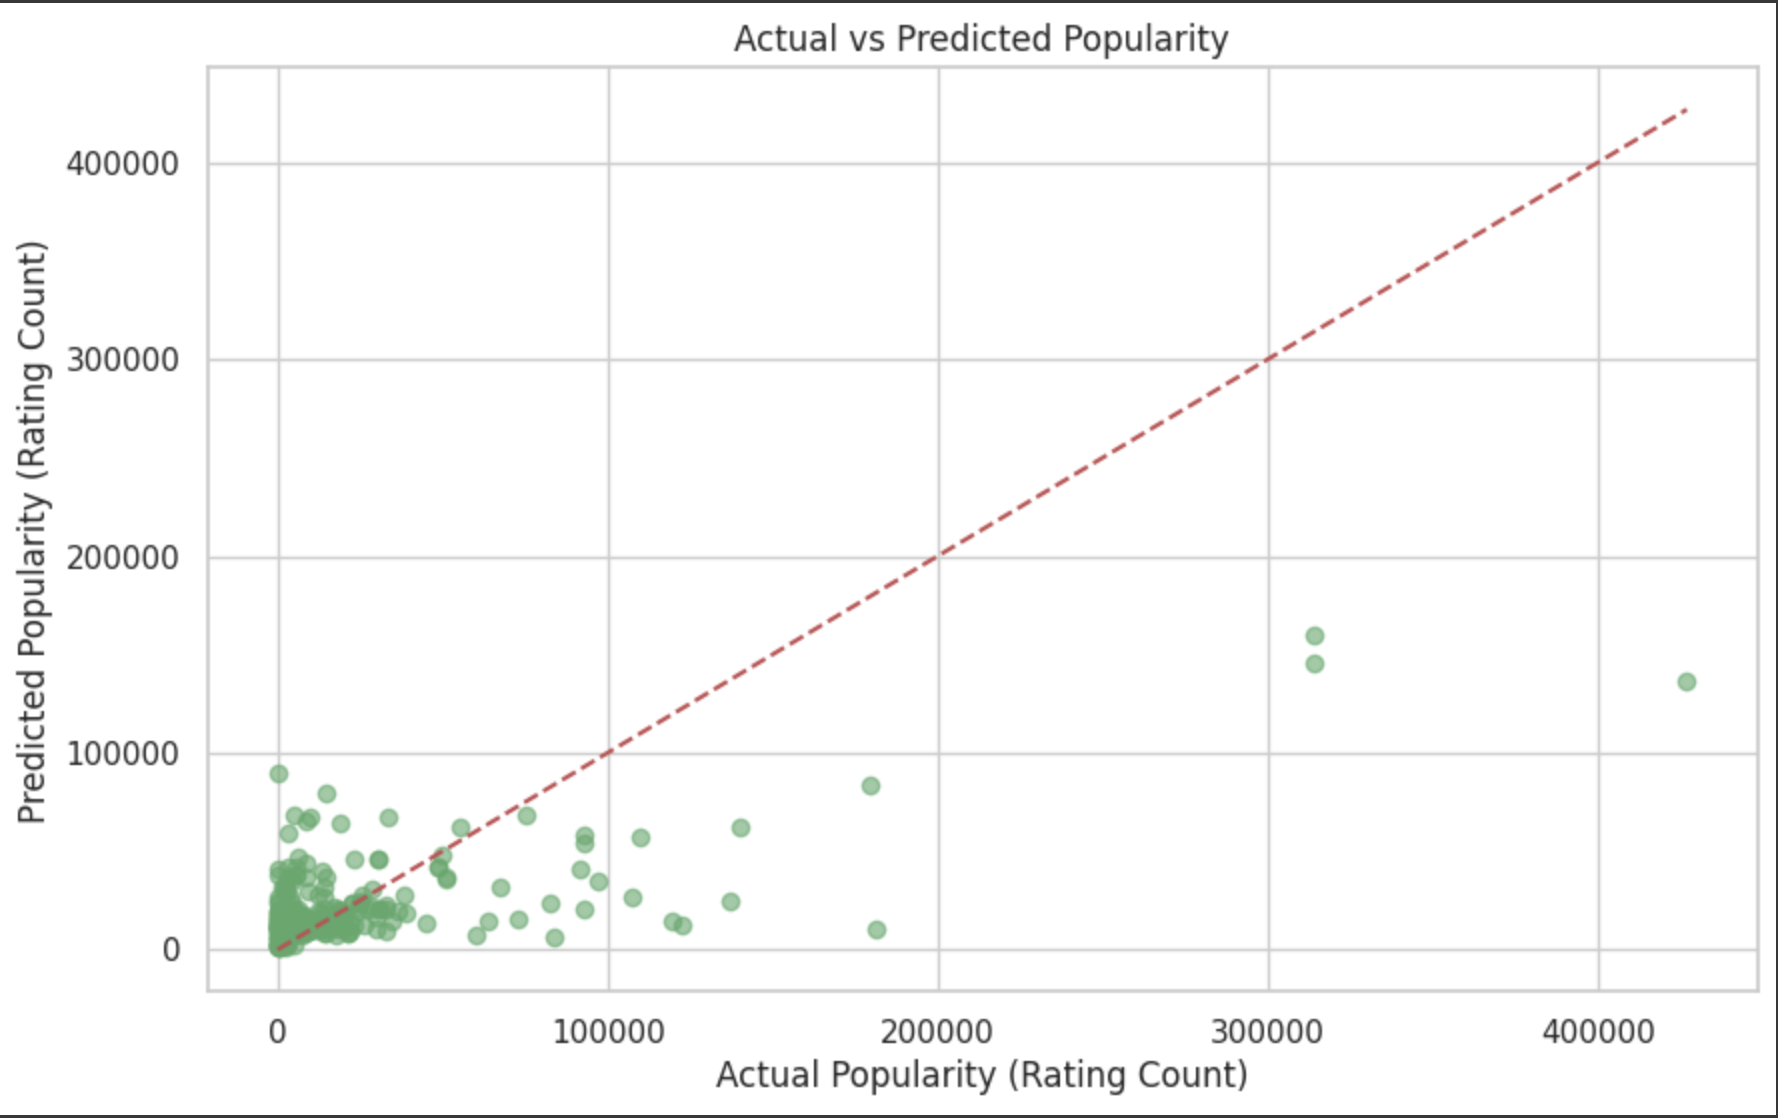 Actual vs Predicted Popularity
Predicted Popularity (Rating Count)
400000
300000
200000
100000
0
0 100000 200000 300000 400000
Actual Popularity (Rating Count)